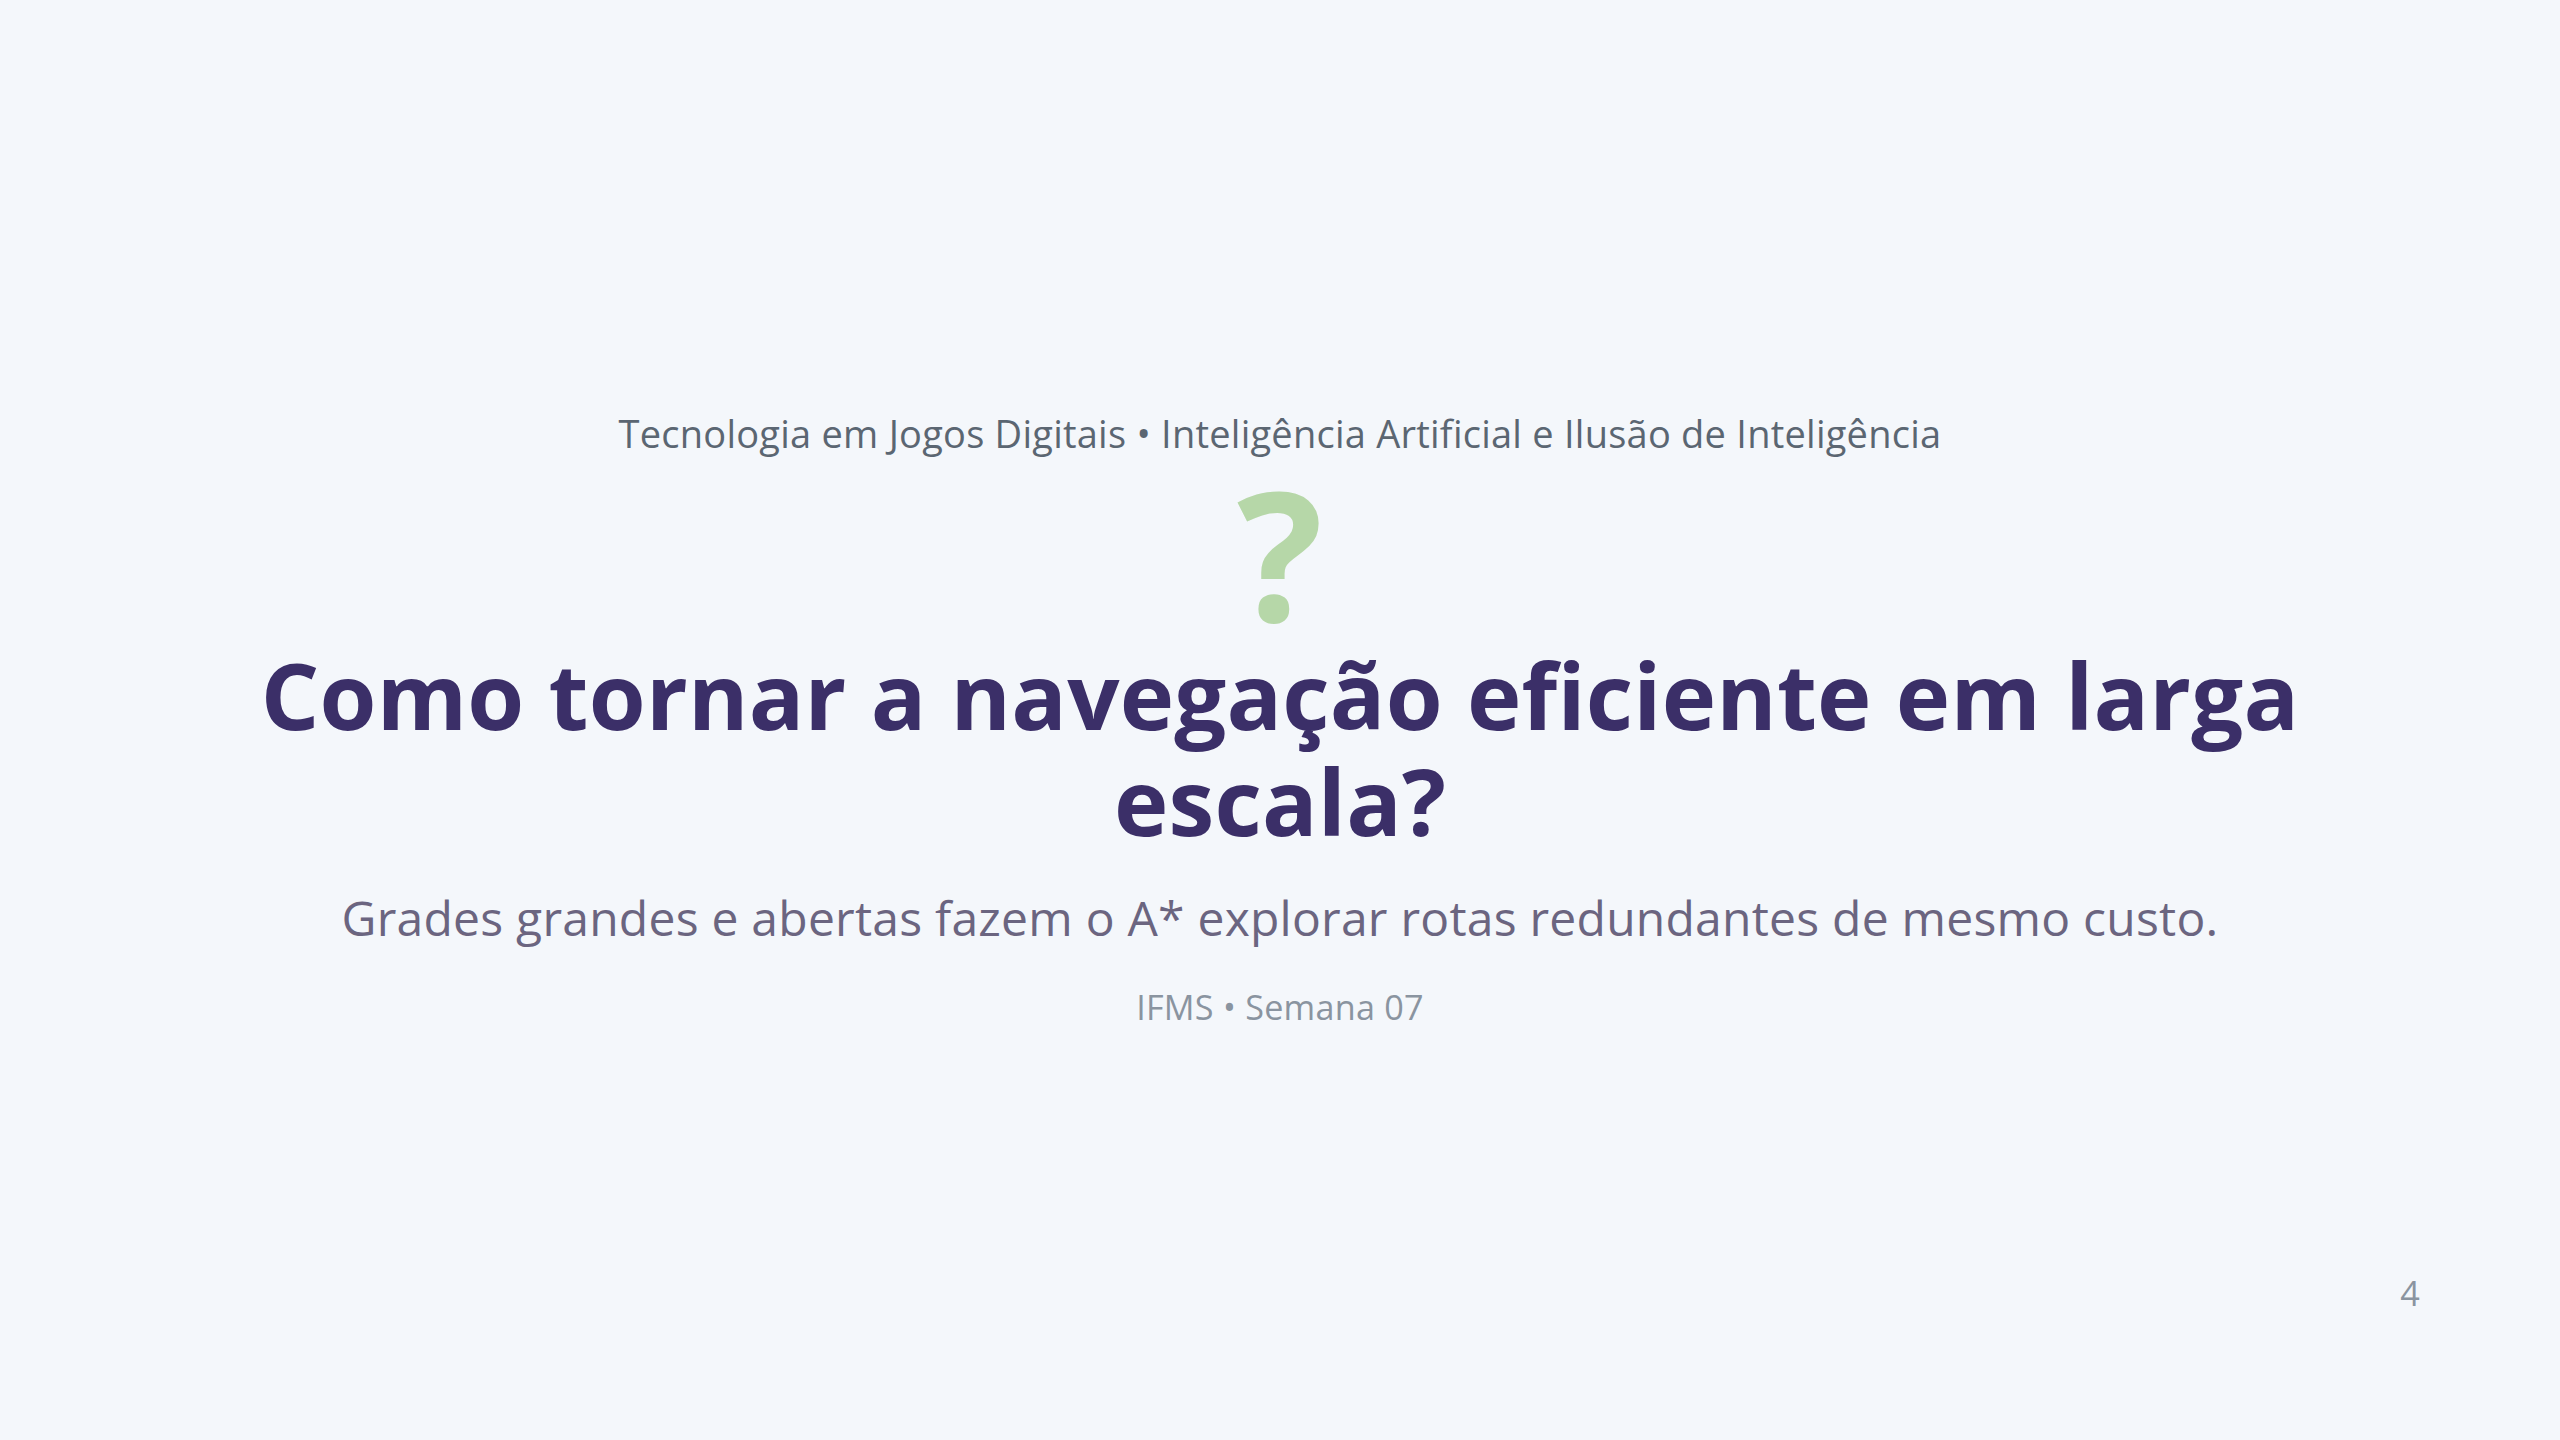 Tecnologia em Jogos Digitais • Inteligência Artificial e Ilusão de Inteligência
?
Como tornar a navegação eficiente em larga
escala?
Grades grandes e abertas fazem o A* explorar rotas redundantes de mesmo custo.
IFMS • Semana 07
4